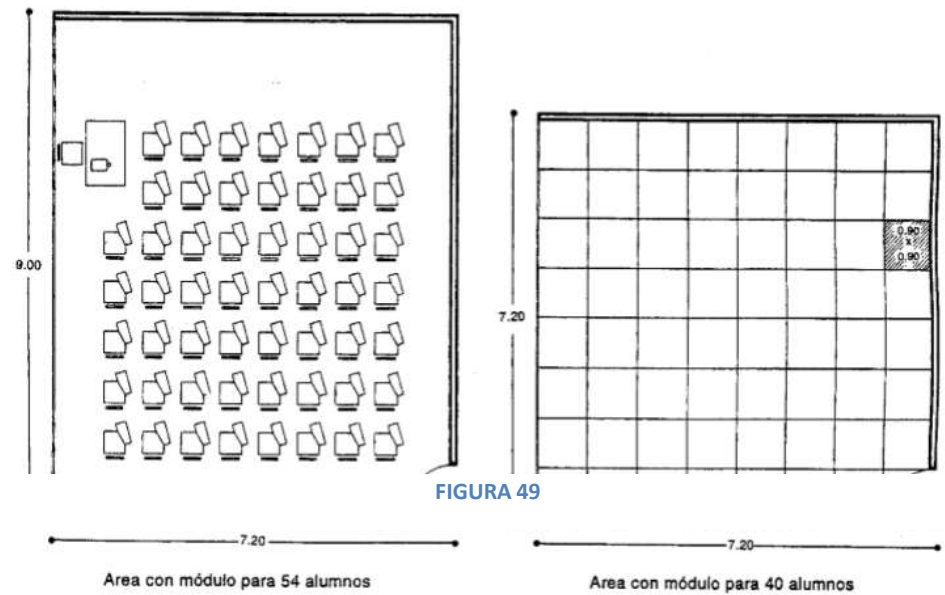 9.00
0.90
x
0.90
7.20
FIGURA 49
7.20
7.20
Area con módulo para 54 alumnos
Area con módulo para 40 alumnos